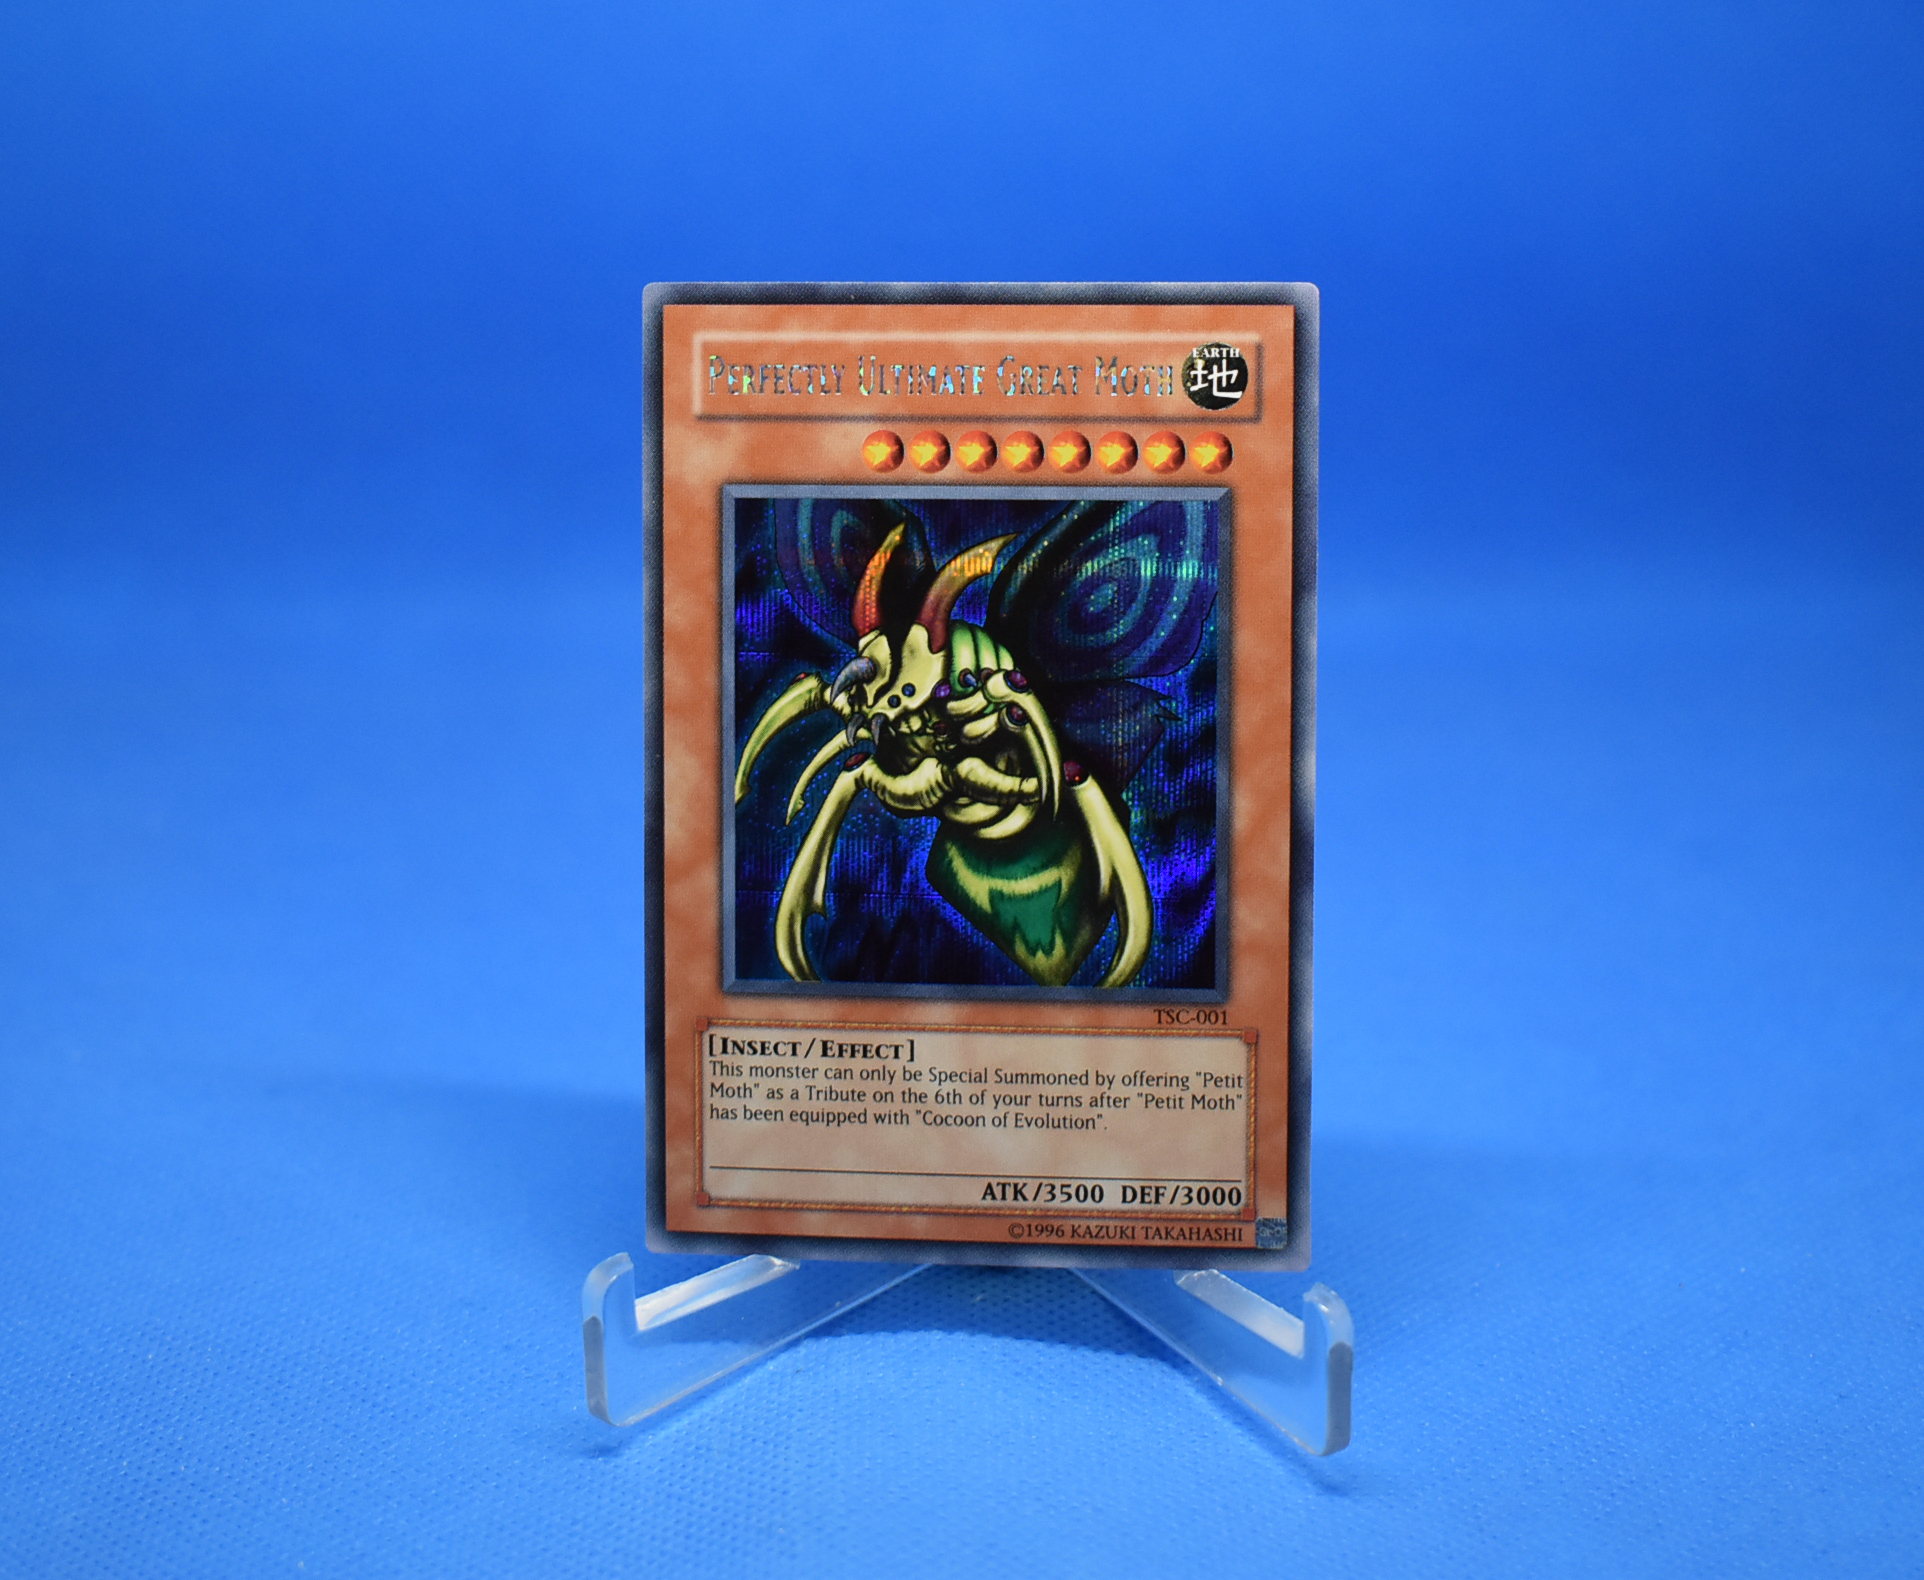 PERFECTLY ULTIMATE GREAT MOTH
EARTH
地
TSC-001
[INSECT/EFFECT]
This monster can only be Special Summoned by offering "Petit
Moth" as a Tribute on the 6th of your turns after "Petit Moth"
has been equipped with "Cocoon of Evolution".
ATK/3500 DEF/3000
©1996 KAZUKI TAKAHASHI